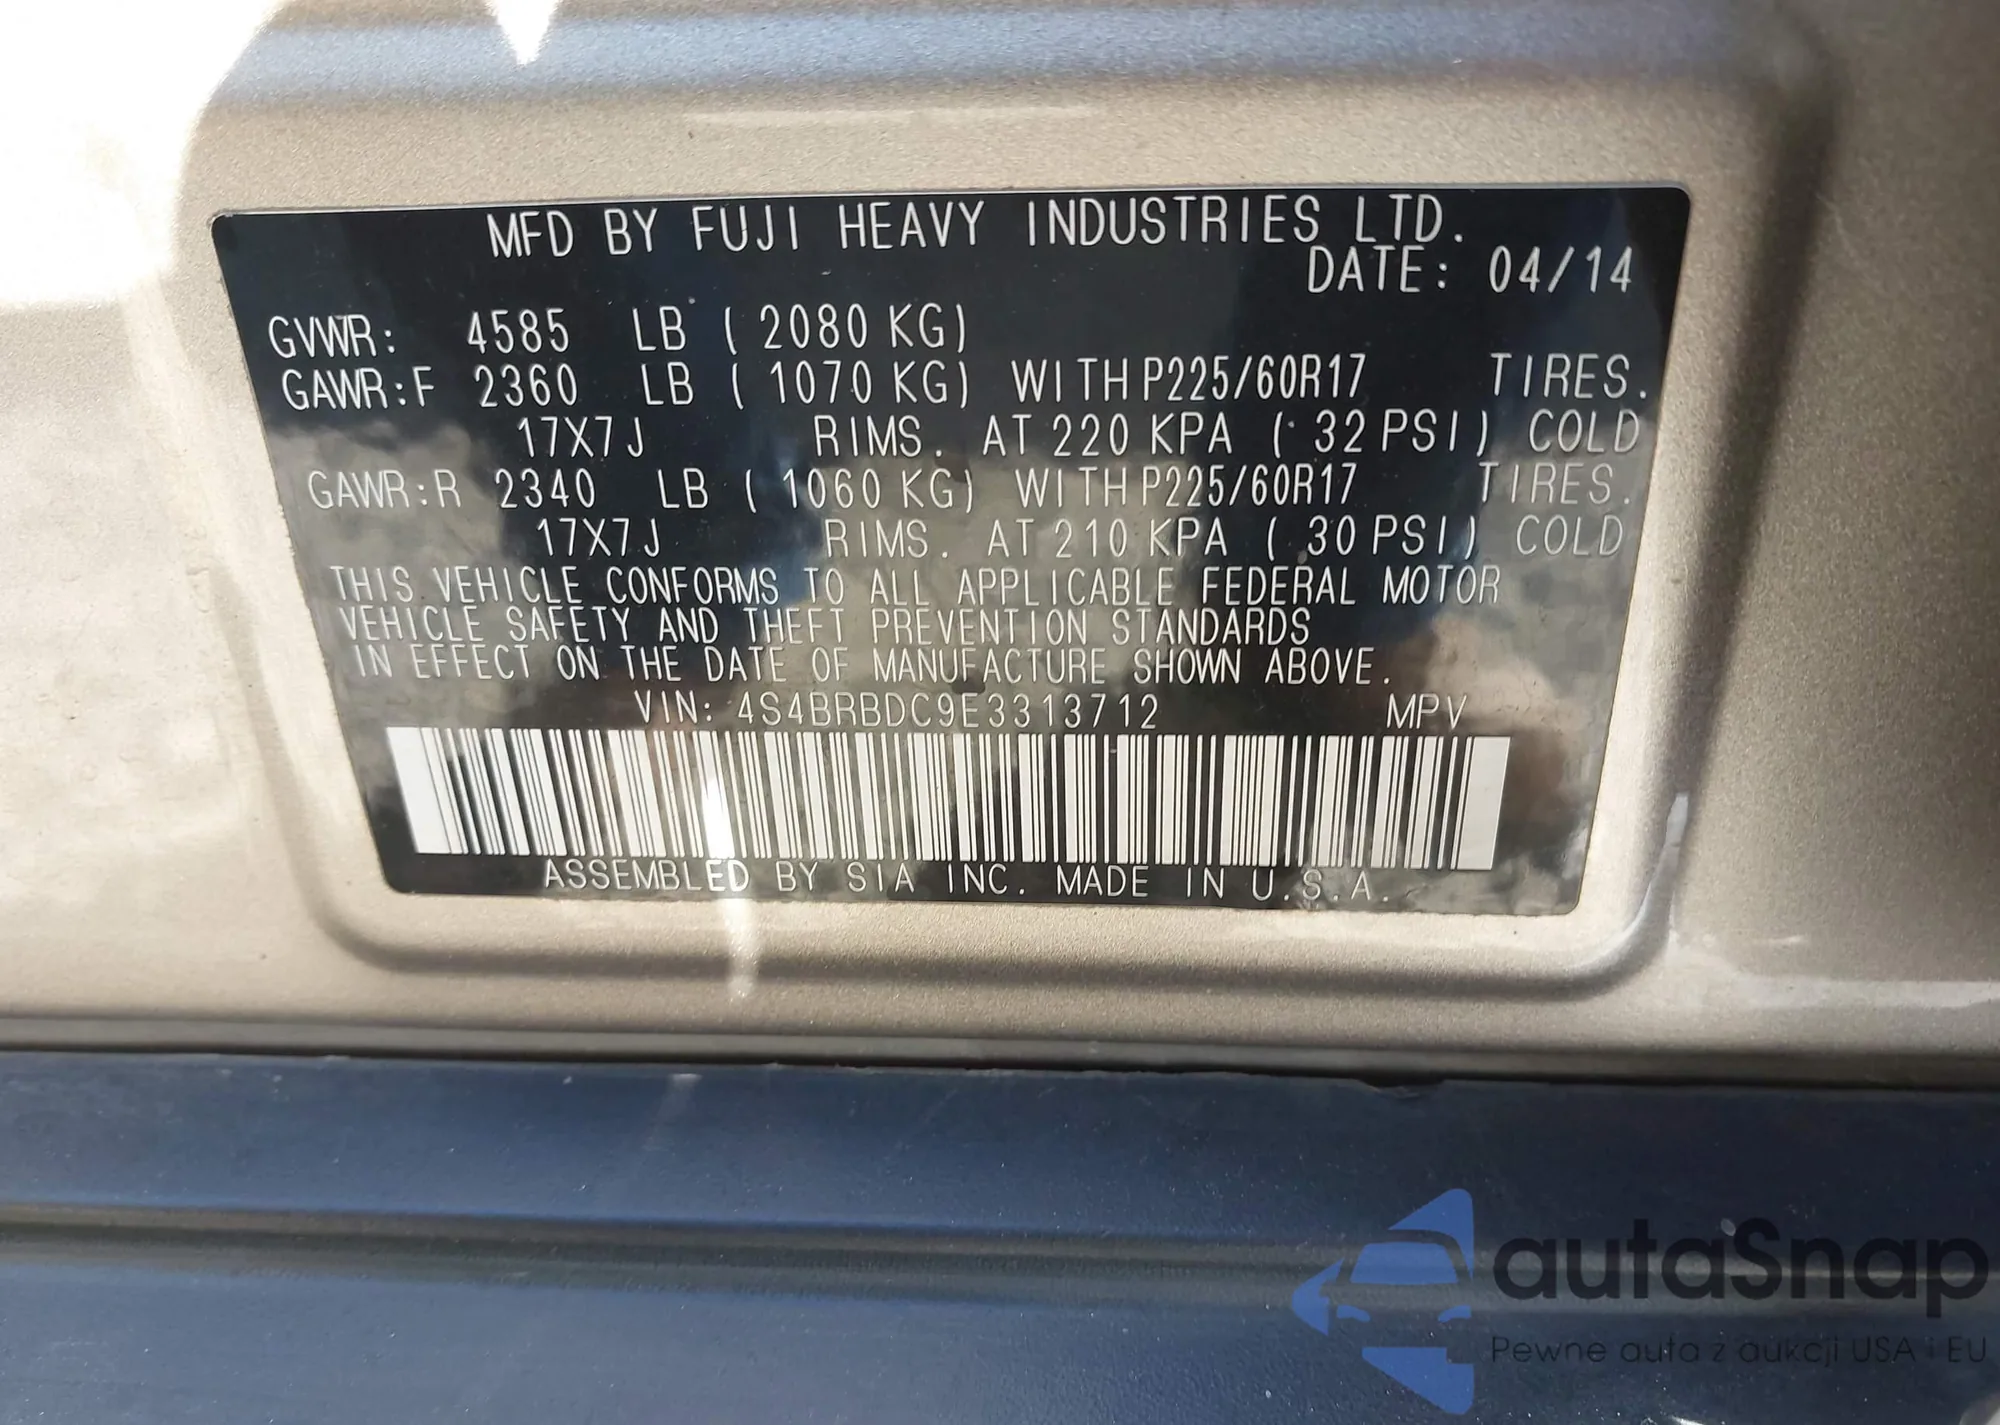 MFD BY FUJI HEAVY INDUSTRIES LTD.
DATE: 04/14
GVWR: 4585 LB ( 2080 KG)
GAWR:F 2360 LB ( 1070 KG) WITH P225/60R17 TIRES.
17X7J RIMS. AT 220 KPA ( 32 PSI) COLD
GAWR:R 2340 LB ( 1060 KG) WITH P225/60R17 TIRES.
17X7J RIMS. AT 210 KPA ( 30 PSI) COLD
THIS VEHICLE CONFORMS TO ALL APPLICABLE FEDERAL MOTOR
VEHICLE SAFETY AND THEFT PREVENTION STANDARDS
IN EFFECT ON THE DATE OF MANUFACTURE SHOWN ABOVE.
VIN: 4S4BRBDC9E3313712 MPV
ASSEMBLED BY SIA INC. MADE IN U.S.A.
autaSnap
Pewne auta z aukcji USA i EU